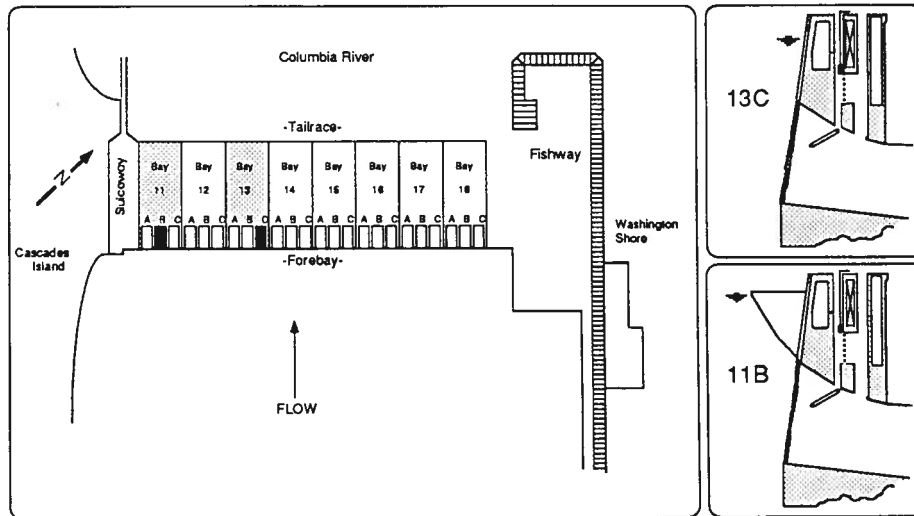 Columbia River
-Tailrace-
Fishway
N
Sluiceway
Bay Bay Bay Bay Bay Bay Bay Bay
11 12 13 14 15 16 17 18
A B C A B C A B C A B C A B C A B C A B C A B C
Cascades
Island
-Forebay-
Washington
Shore
FLOW
13C
11B